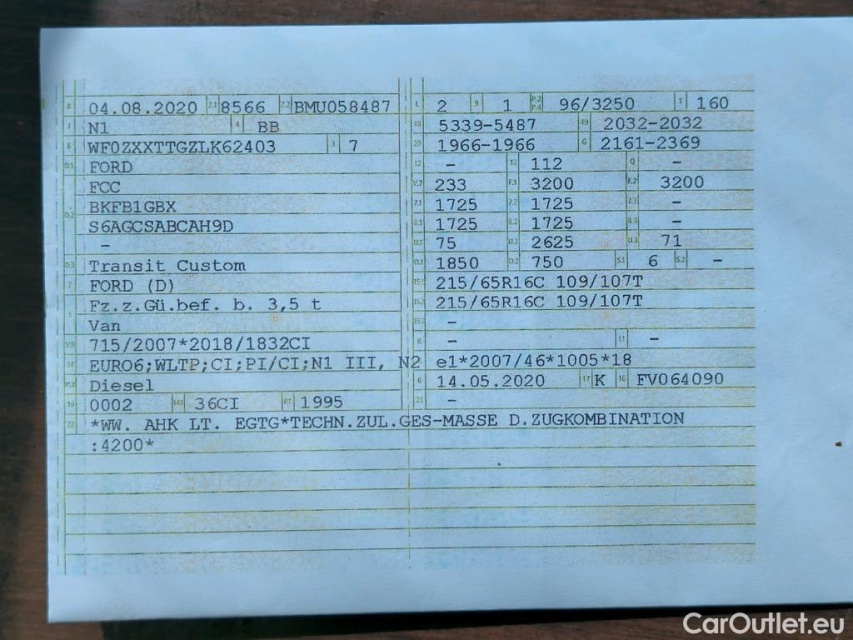 04.08.2020 8566 BMU058487
N1 BB
WF0ZXXTTGZLK62403 7
FORD
FCC
BKFB1GBX
S6AGCSABCAH9D
–
Transit Custom
FORD (D)
Fz.z.Gü.bef. b. 3,5 t
Van
715/2007*2018/1832CI
EURO6;WLTP;CI;PI/CI;N1 III, N2
Diesel
0002 36CI 1995
2 1 96/3250 160
5339–5487 2032–2032
1966–1966 2161–2369
– 112 –
233 3200 3200
1725 1725 –
1725 1725 –
75 2625 71
1850 750 6 –
215/65R16C 109/107T
215/65R16C 109/107T
–
– –
e1*2007/46*1005*18
14.05.2020 K FV064090
–
*WW. AHK LT. EGTG*TECHN.ZUL.GES–MASSE D.ZUGKOMBINATION
:4200*
CarOutlet.eu